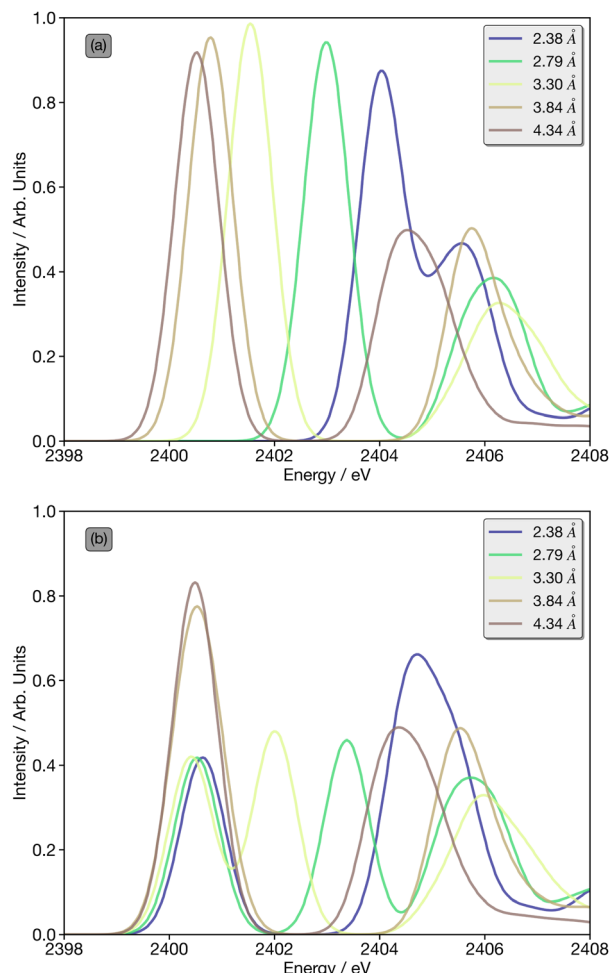 (a)
1.0
0.8
0.6
0.4
0.2
0.0
Intensity / Arb. Units
2.38 Å
2.79 Å
3.30 Å
3.84 Å
4.34 Å
2398 2400 2402 2404 2406 2408
Energy / eV
(b)
1.0
0.8
0.6
0.4
0.2
0.0
Intensity / Arb. Units
2.38 Å
2.79 Å
3.30 Å
3.84 Å
4.34 Å
2398 2400 2402 2404 2406 2408
Energy / eV